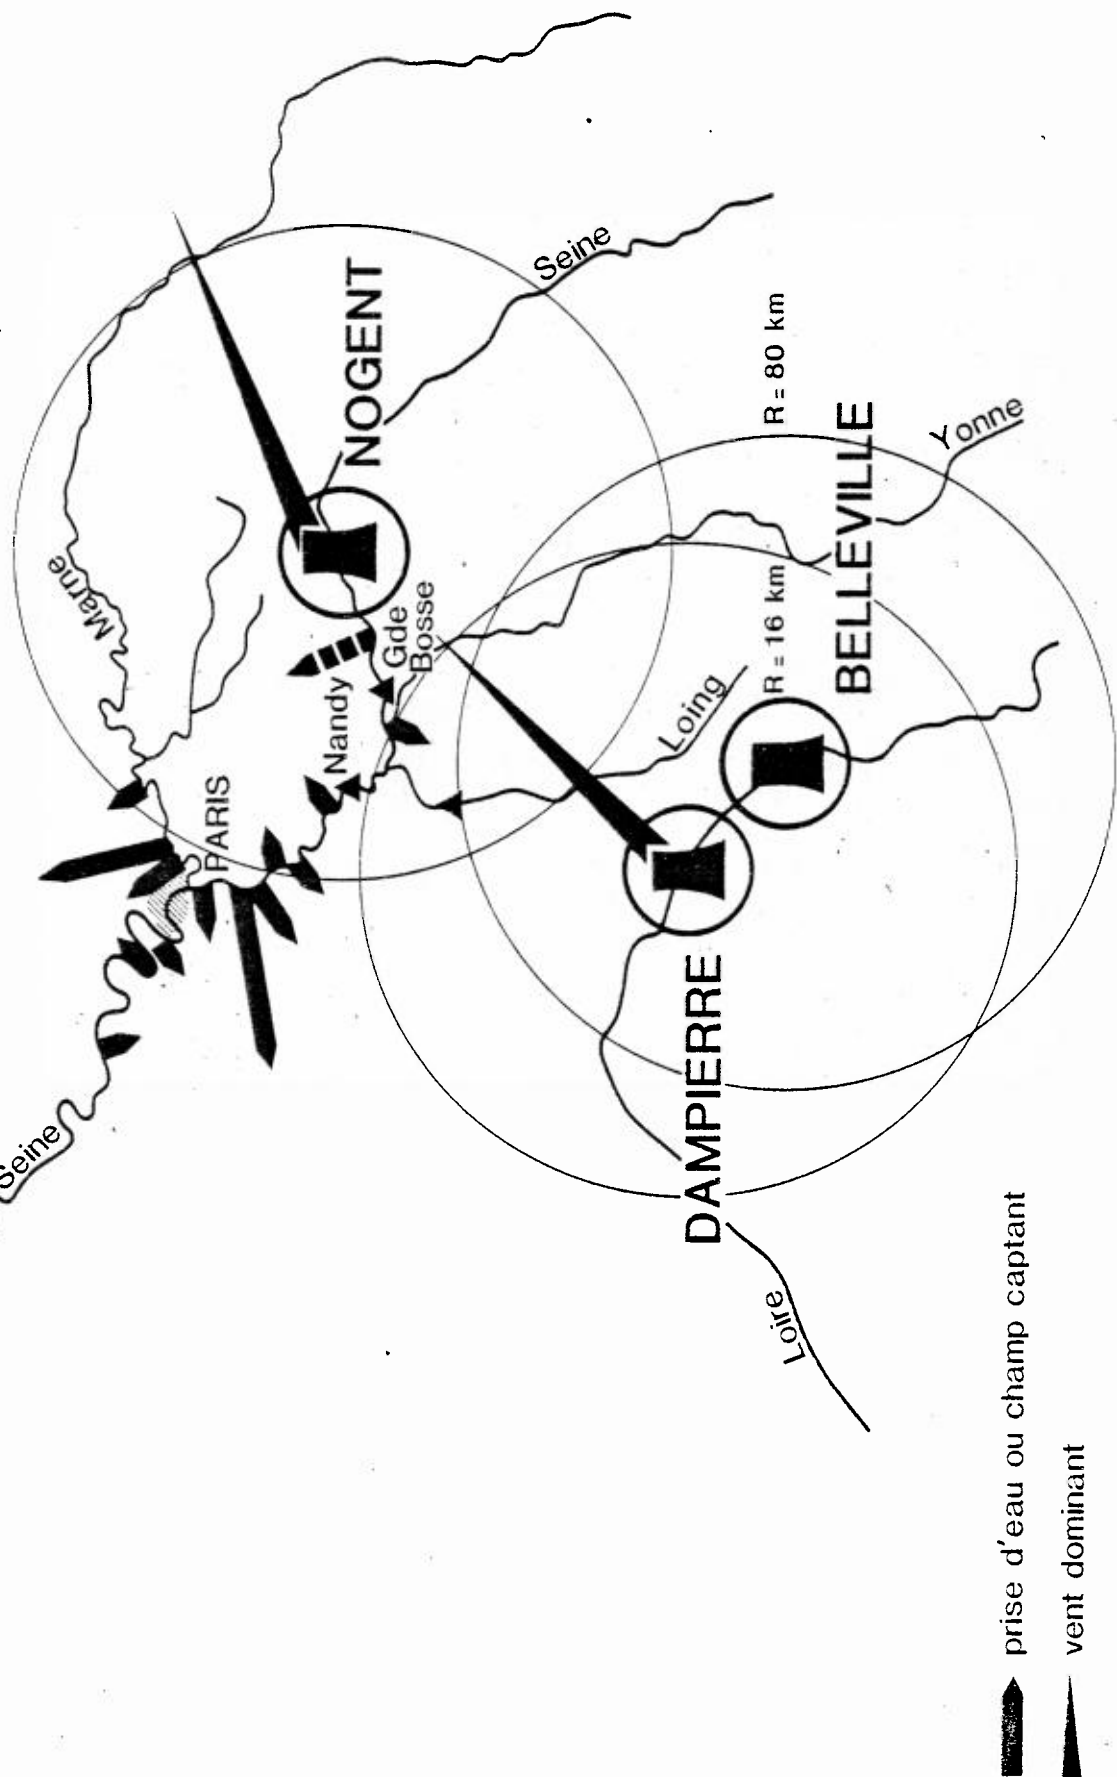 Seine
Marne
PARIS
Nandy
Gde
Bosse
NOGENT
Seine
Loing
Yonne
R = 80 km
R = 16 km
BELLEVILLE
DAMPIERRE
Loire
prise d'eau ou champ captant
vent dominant